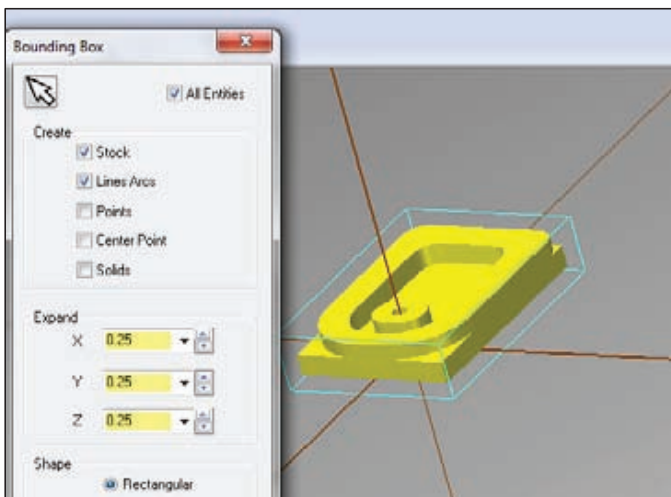 Bounding Box
All Entities
Create
Stock
Lines Arcs
Points
Center Point
Solids
Expand
X 0.25
Y 0.25
Z 0.25
Shape
Rectangular